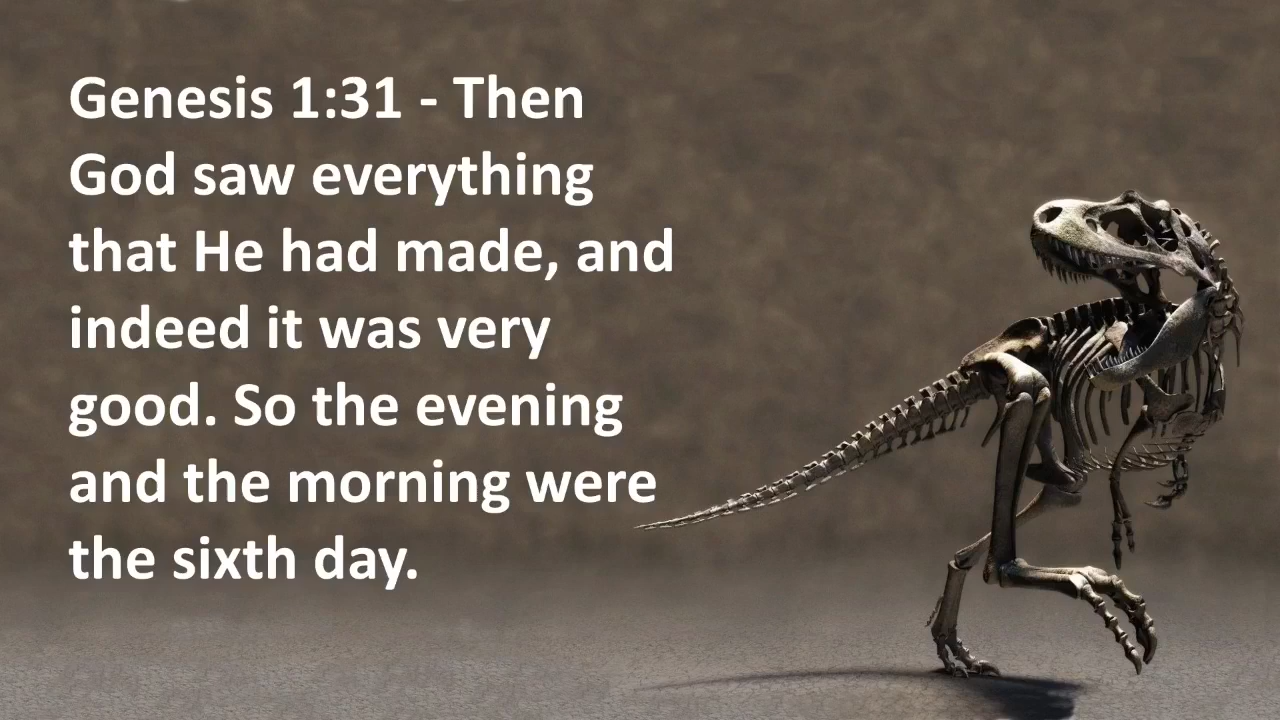 Genesis 1:31 - Then
God saw everything
that He had made, and
indeed it was very
good. So the evening
and the morning were
the sixth day.